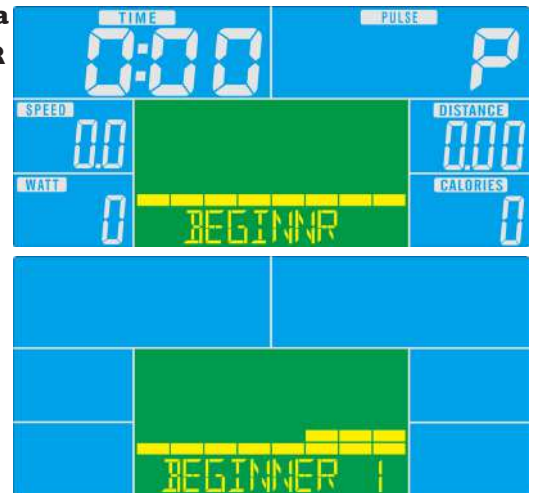 a
R
TIME PULSE
0:00 P
SPEED DISTANCE
0.0 0.00
WATT CALORIES
0 0
BEGINNR
BEGINNER 1